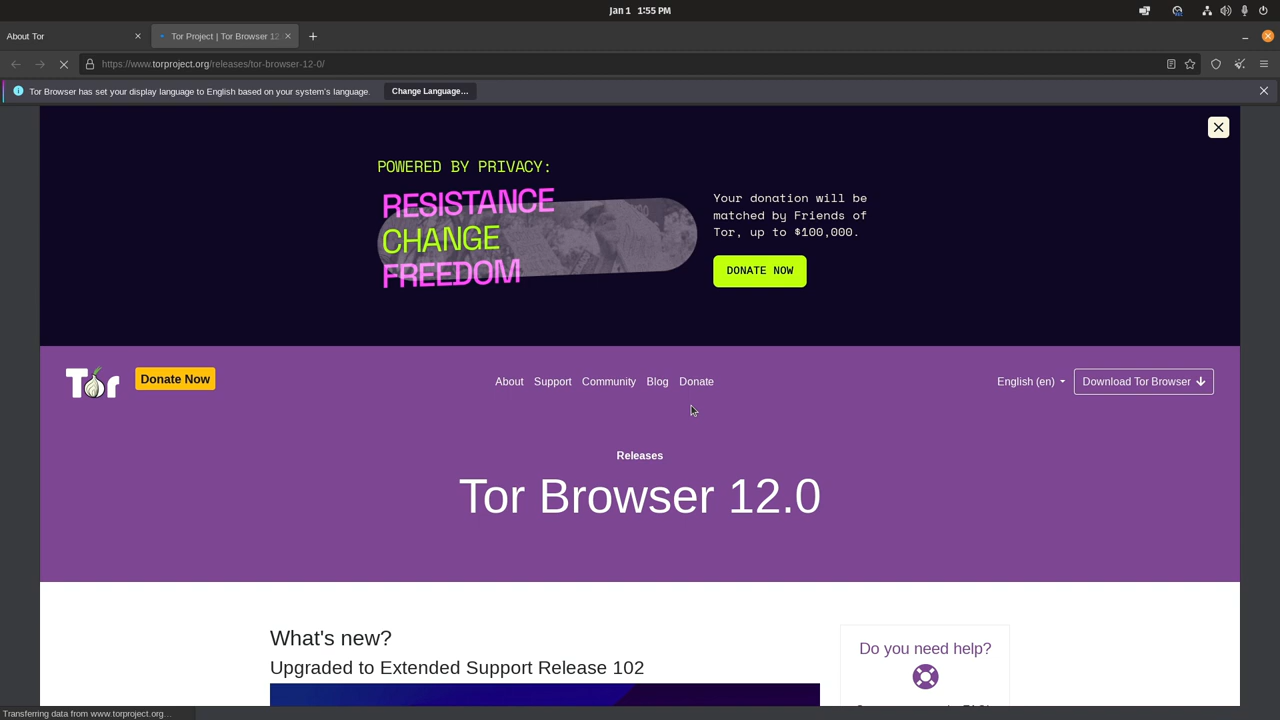 Jan 1 1:55 PM
About Tor
Tor Project | Tor Browser 12
https://www.torproject.org/releases/tor-browser-12-0/
Tor Browser has set your display language to English based on your system's language.
Change Language...
POWERED BY PRIVACY:
RESISTANCE
CHANGE
FREEDOM
Your donation will be
matched by Friends of
Tor, up to $100,000.
DONATE NOW
Tor
Donate Now
About Support Community Blog Donate
English (en)
Download Tor Browser
Releases
Tor Browser 12.0
What's new?
Upgraded to Extended Support Release 102
Do you need help?
Transferring data from www.torproject.org...